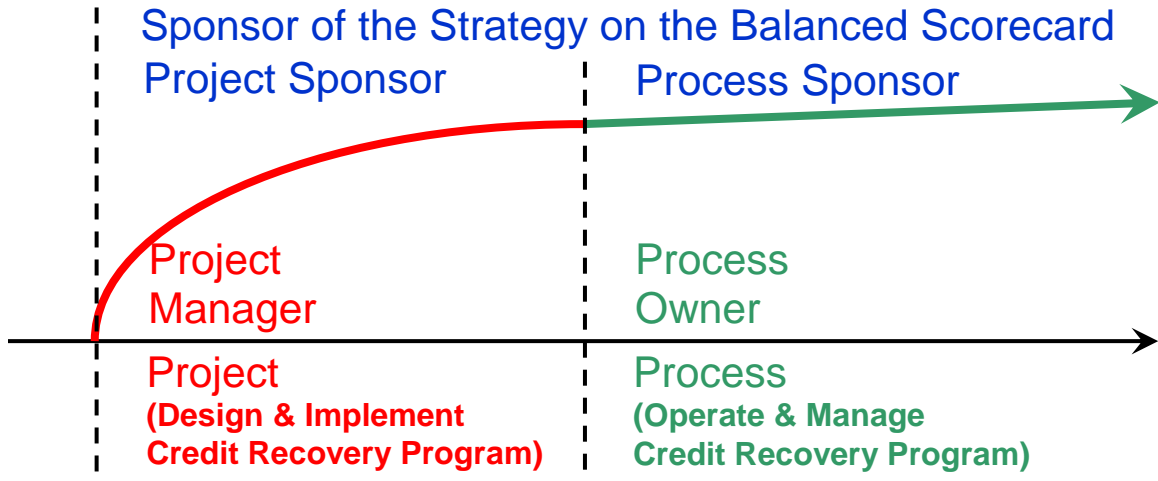 Sponsor of the Strategy on the Balanced Scorecard
Project Sponsor
Process Sponsor
Project
Manager
Process
Owner
Project
(Design & Implement
Credit Recovery Program)
Process
(Operate & Manage
Credit Recovery Program)